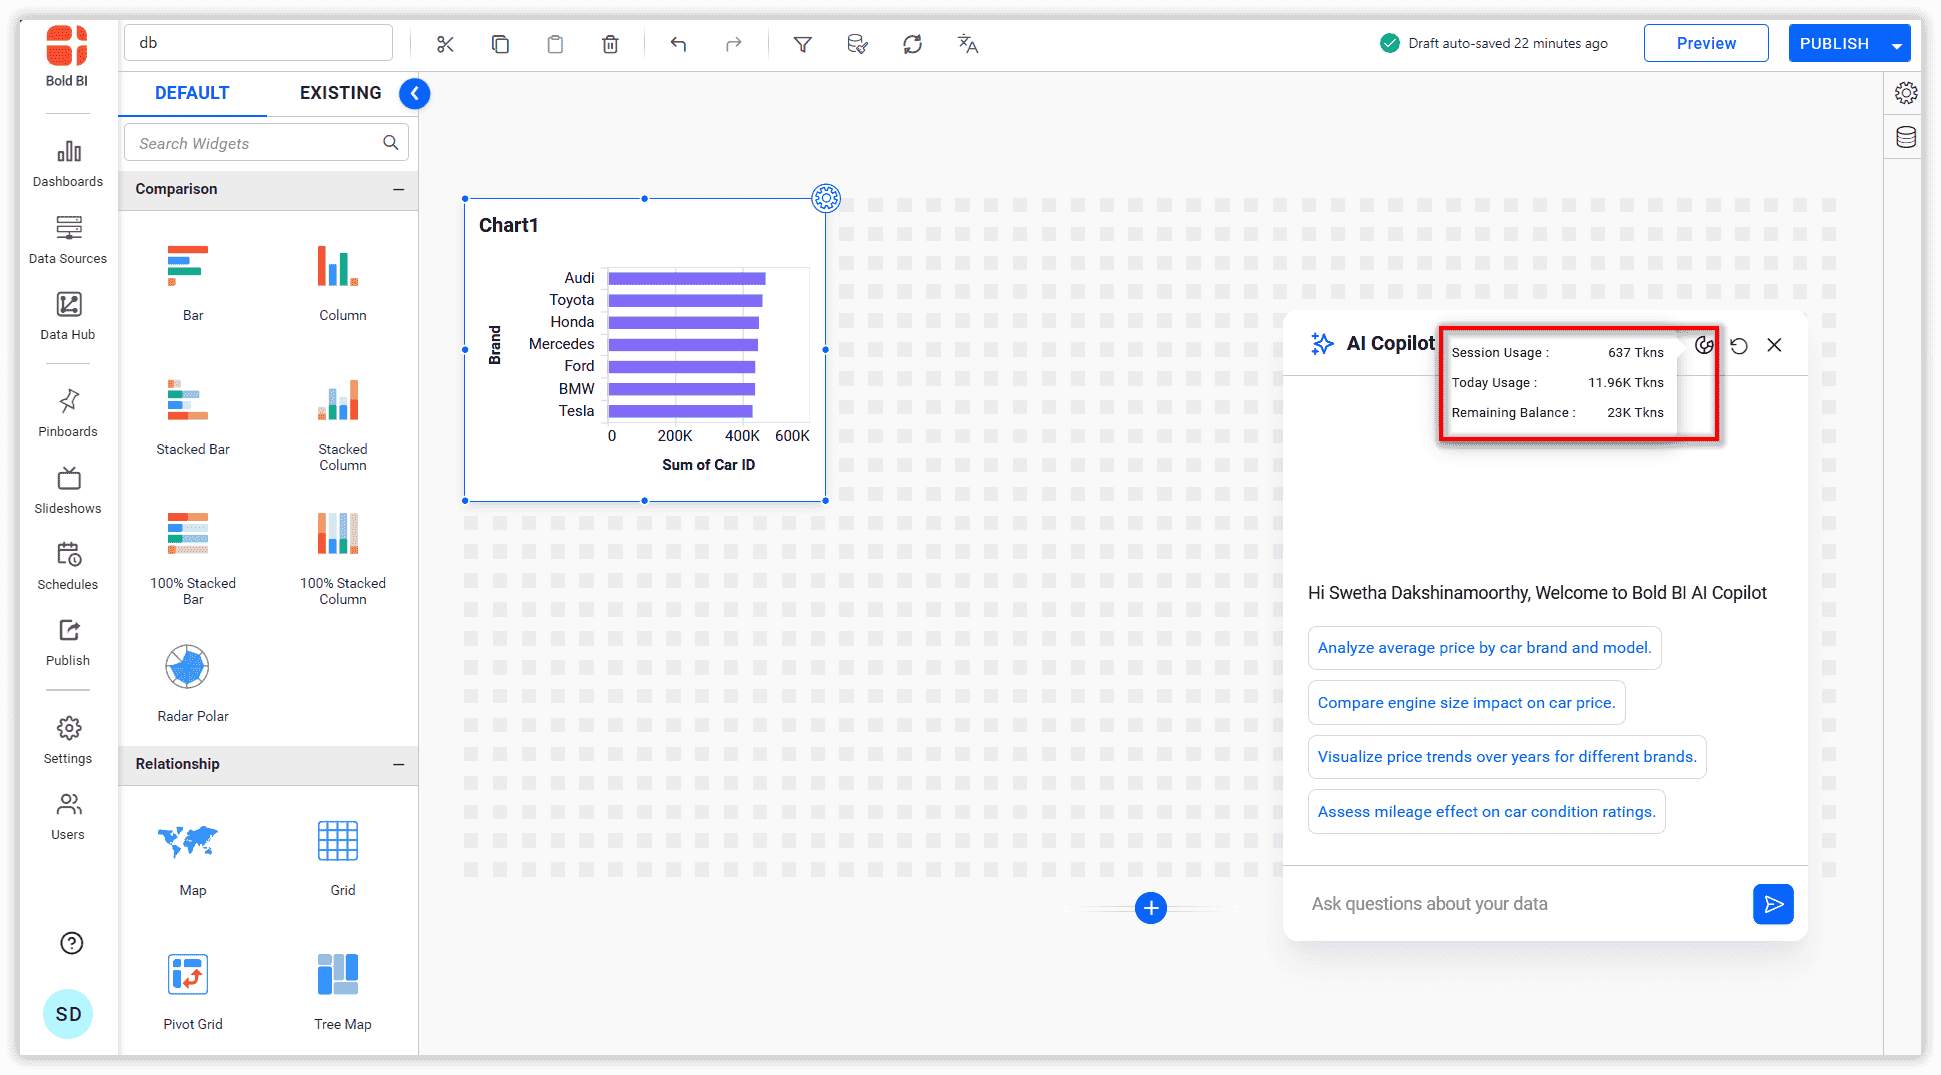 Bold BI
db
Draft auto-saved 22 minutes ago
Preview
PUBLISH
DEFAULT
EXISTING
Search Widgets
Dashboards
Data Sources
Data Hub
Pinboards
Slideshows
Schedules
Publish
Settings
Users
SD
Comparison
Bar
Column
Stacked Bar
Stacked
Column
100% Stacked
Bar
100% Stacked
Column
Radar Polar
Relationship
Map
Grid
Pivot Grid
Tree Map
Chart1
Brand
Audi
Toyota
Honda
Mercedes
Ford
BMW
Tesla
0 200K 400K 600K
Sum of Car ID
AI Copilot
Session Usage : 637 Tkns
Today Usage : 11.96K Tkns
Remaining Balance : 23K Tkns
Hi Swetha Dakshinamoorthy, Welcome to Bold BI AI Copilot
Analyze average price by car brand and model.
Compare engine size impact on car price.
Visualize price trends over years for different brands.
Assess mileage effect on car condition ratings.
Ask questions about your data